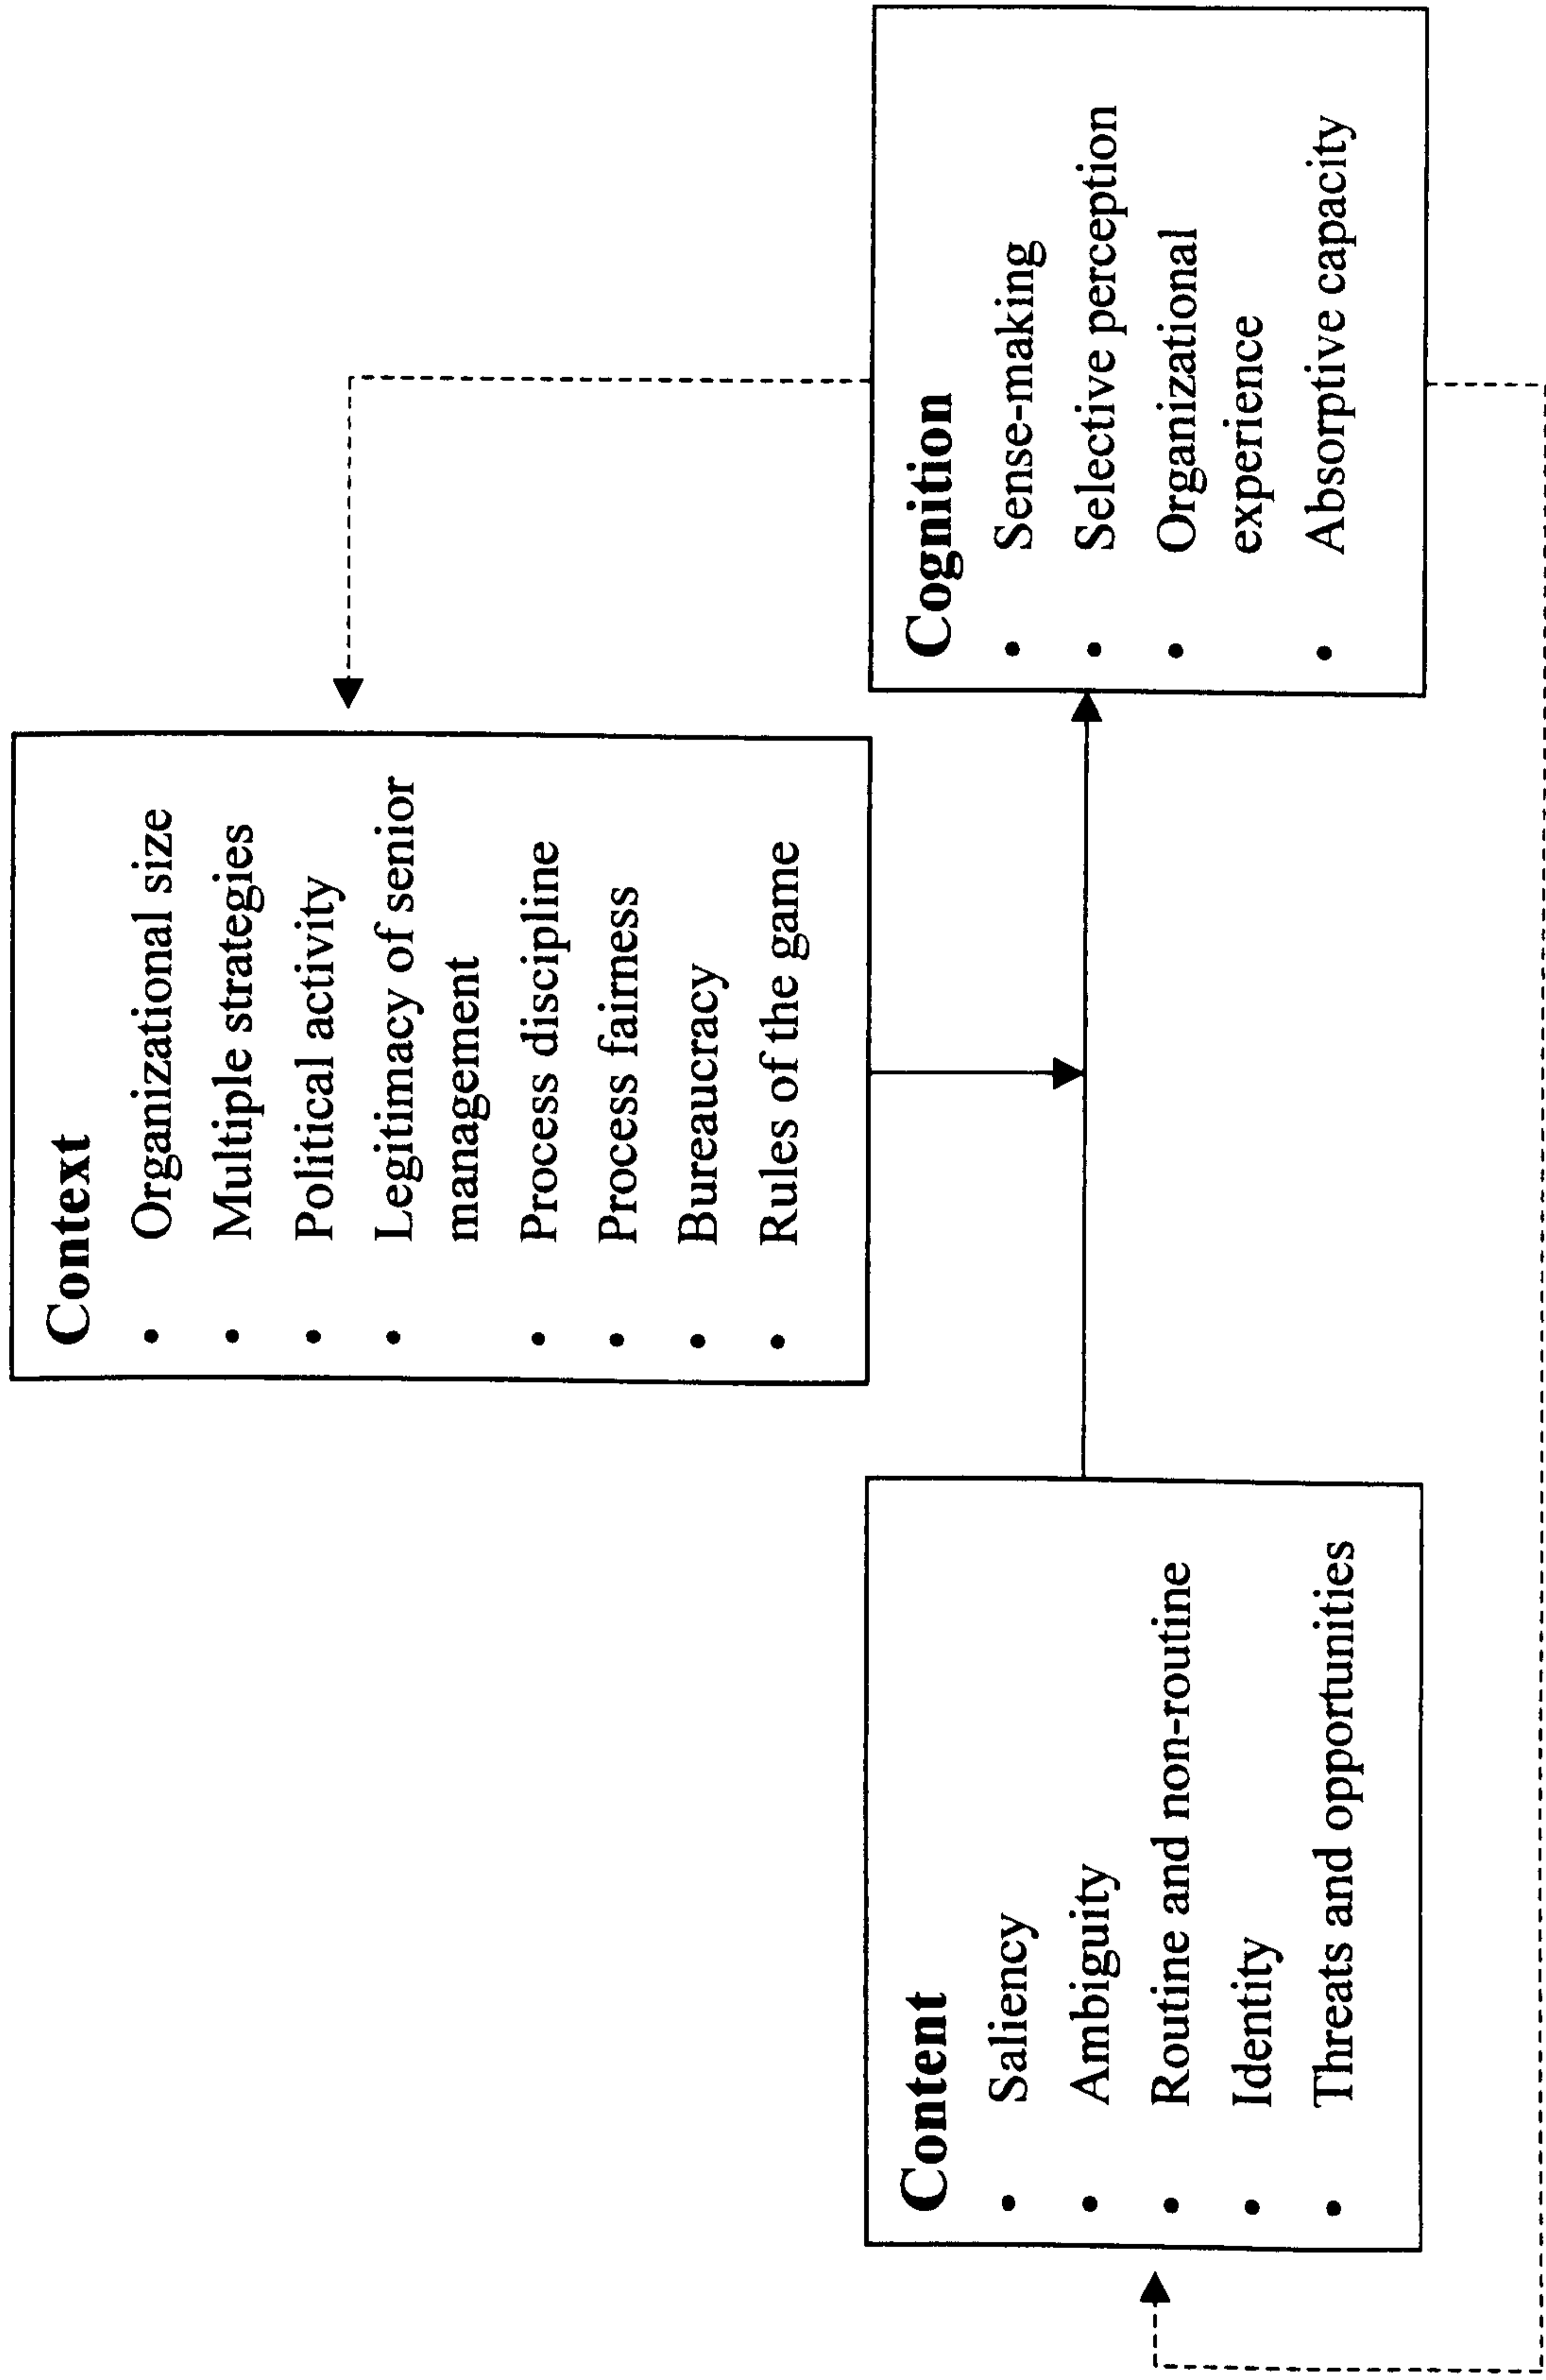 Context
• Organizational size
• Multiple strategies
• Political activity
• Legitimacy of senior
management
• Process discipline
• Process fairness
• Bureaucracy
• Rules of the game
Content
• Saliency
• Ambiguity
• Routine and non-routine
• Identity
• Threats and opportunities
Cognition
• Sense-making
• Selective perception
• Organizational
experience
• Absorptive capacity